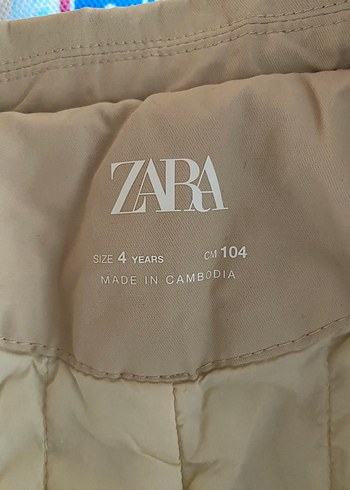 ZARA
SIZE 4 YEARS CM 104
MADE IN CAMBODIA